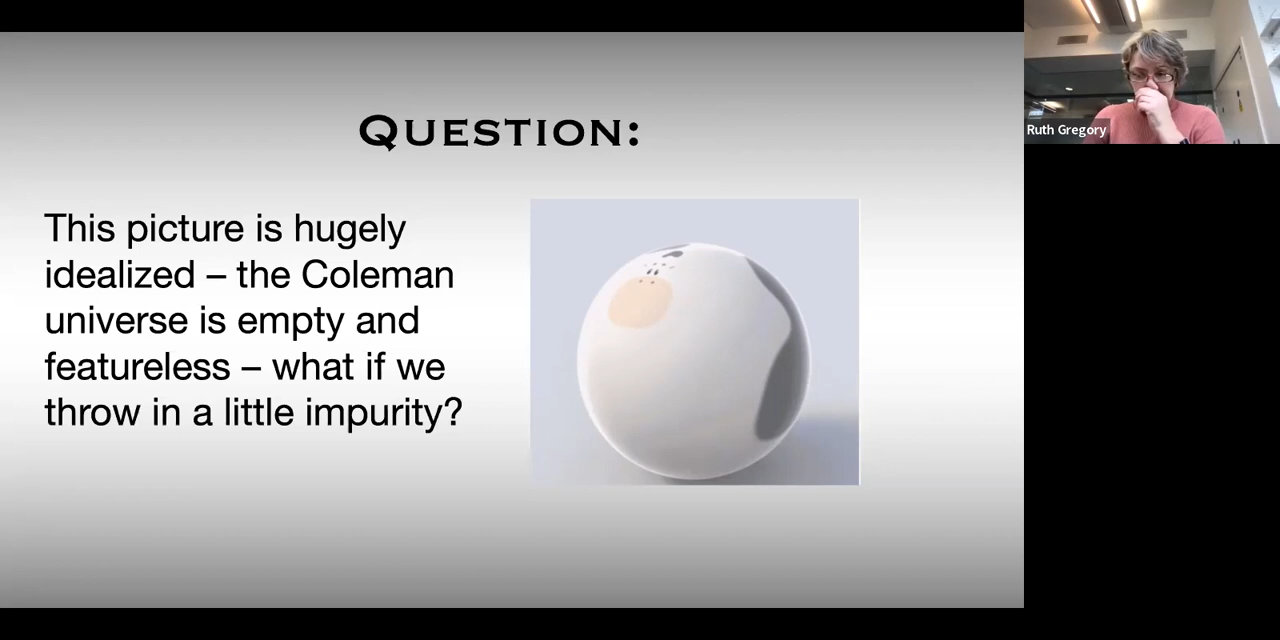 QUESTION:
This picture is hugely
idealized – the Coleman
universe is empty and
featureless – what if we
throw in a little impurity?
Ruth Gregory